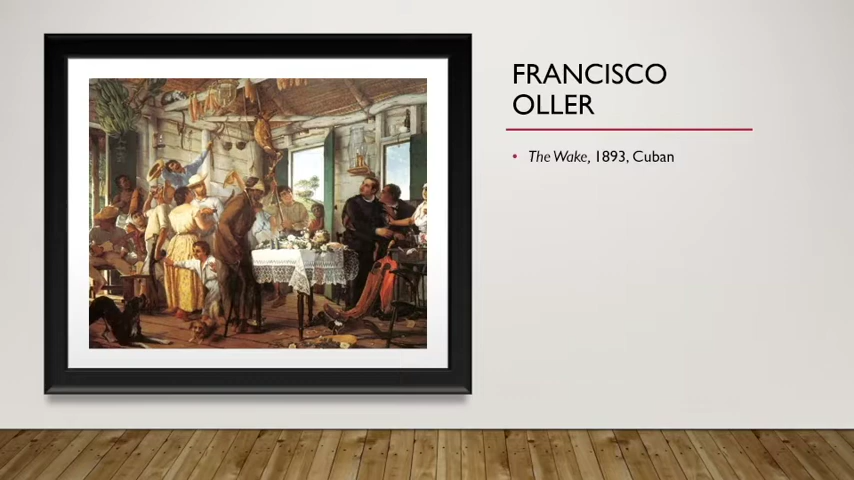 FRANCISCO
OLLER
• The Wake, 1893, Cuban